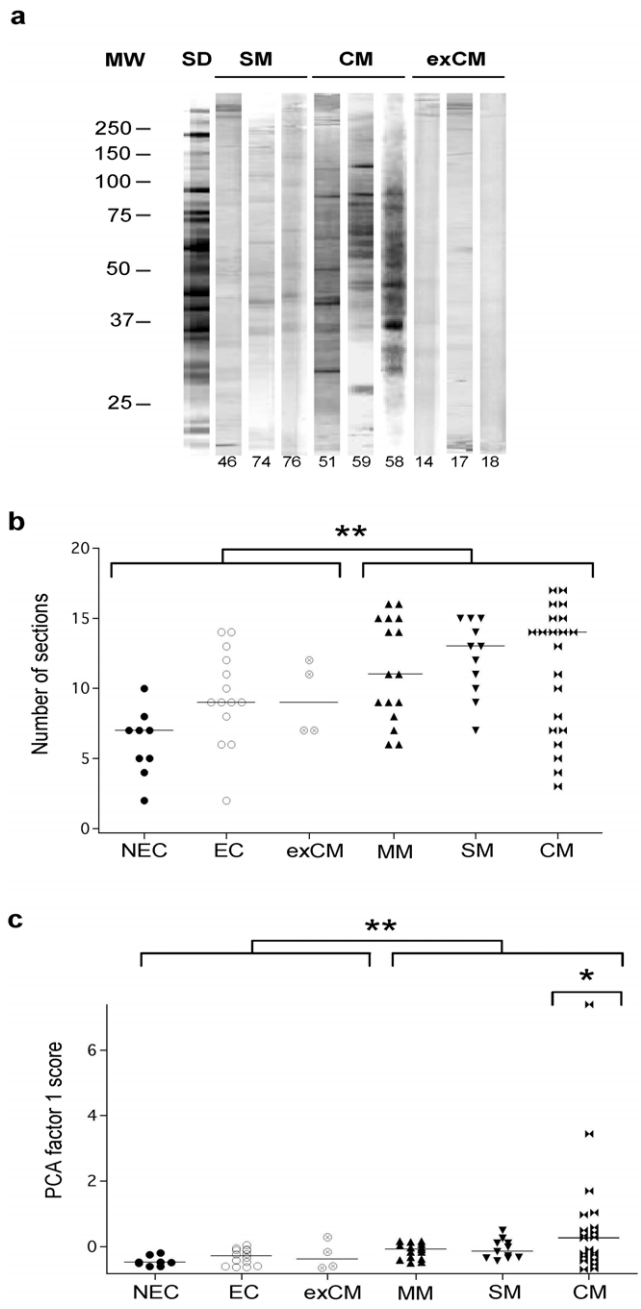 a
MW SD SM CM exCM
250
150
100
75
50
37
25
46 74 76 51 59 58 14 17 18
b
**
20
15
10
5
0
Number of sections
NEC EC exCM MM SM CM
c
**
*
6
4
2
0
PCA factor 1 score
NEC EC exCM MM SM CM